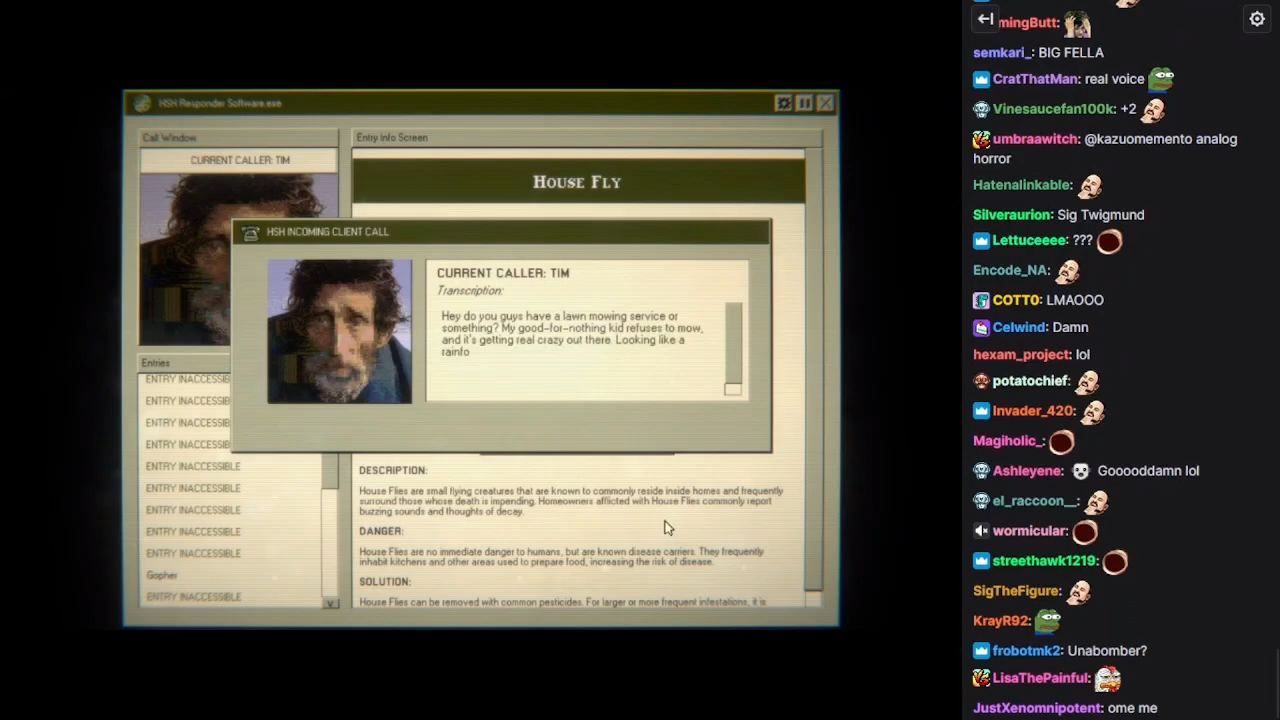 HSH Responder Software.exe
Call Window
CURRENT CALLER: TIM
Entries
ENTRY INACCESSIB
ENTRY INACCESSIB
ENTRY INACCESSIB
ENTRY INACCESSIB
ENTRY INACCESSIBLE
ENTRY INACCESSIBLE
ENTRY INACCESSIBLE
ENTRY INACCESSIBLE
ENTRY INACCESSIBLE
Gopher
ENTRY INACCESSIBLE
Entry Info Screen
HOUSE FLY
HSH INCOMING CLIENT CALL
CURRENT CALLER: TIM
Transcription:
Hey do you guys have a lawn mowing service or
something? My good-for-nothing kid refuses to mow,
and it's getting real crazy out there. Looking like a
rainfo
DESCRIPTION:
House Flies are small flying creatures that are known to commonly reside inside homes and frequently
surround those whose death is impending. Homeowners afflicted with House Flies commonly report
buzzing sounds and thoughts of decay.
DANGER:
House Flies are no immediate danger to humans, but are known disease carriers. They frequently
inhabit kitchens and other areas used to prepare food, increasing the risk of disease.
SOLUTION:
House Flies can be removed with common pesticides. For larger or more frequent infestations, it is
mingButt:
semkari_: BIG FELLA
CratThatMan: real voice
Vinesaucefan100k: +2
umbraawitch: @kazuomemento analog
horror
Hatenalinkable:
Silveraurion: Sig Twigmund
Lettuceeee: ???
Encode_NA:
COTT0: LMAOOO
Celwind: Damn
hexam_project: lol
potatochief:
Invader_420:
Magiholic_:
Ashleyene: Gooooddamn lol
el_raccoon__:
wormicular:
streethawk1219:
SigTheFigure:
KrayR92:
frobotmk2: Unabomber?
LisaThePainful:
JustXenomnipotent: ome me